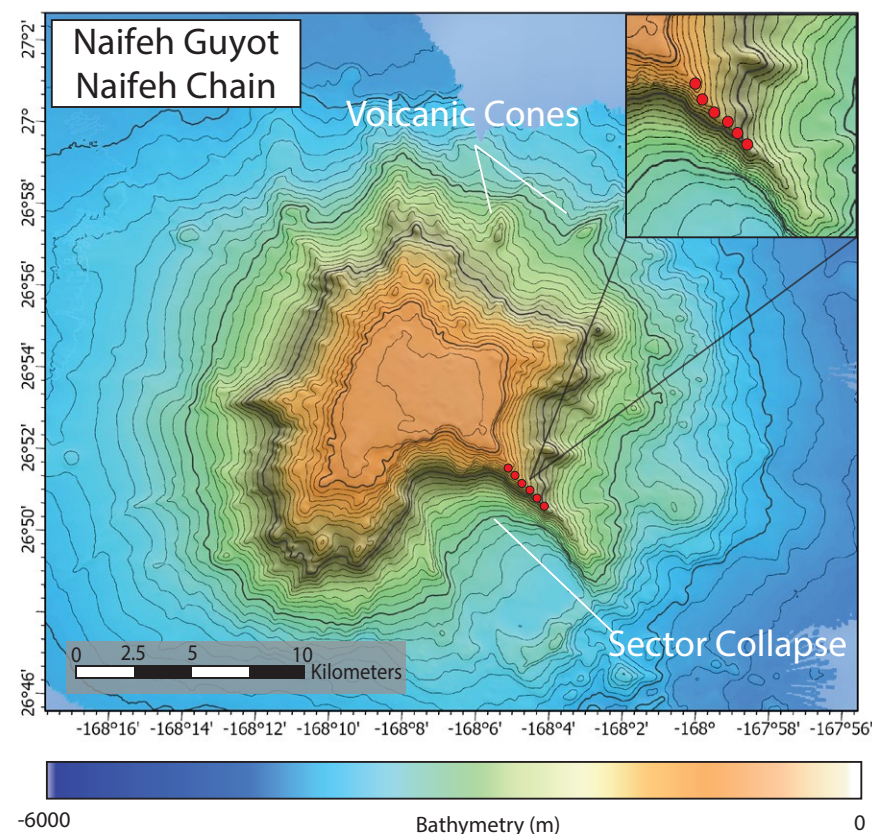 Naifeh Guyot
Naifeh Chain
Volcanic Cones
Sector Collapse
27°2'
27°
26°58'
26°56'
26°54'
26°52'
26°50'
26°46'
0 2.5 5 10
Kilometers
-168°16' -168°14' -168°12' -168°10' -168°8' -168°6' -168°4' -168°2' -168° -167°58' -167°56'
-6000 0
Bathymetry (m)